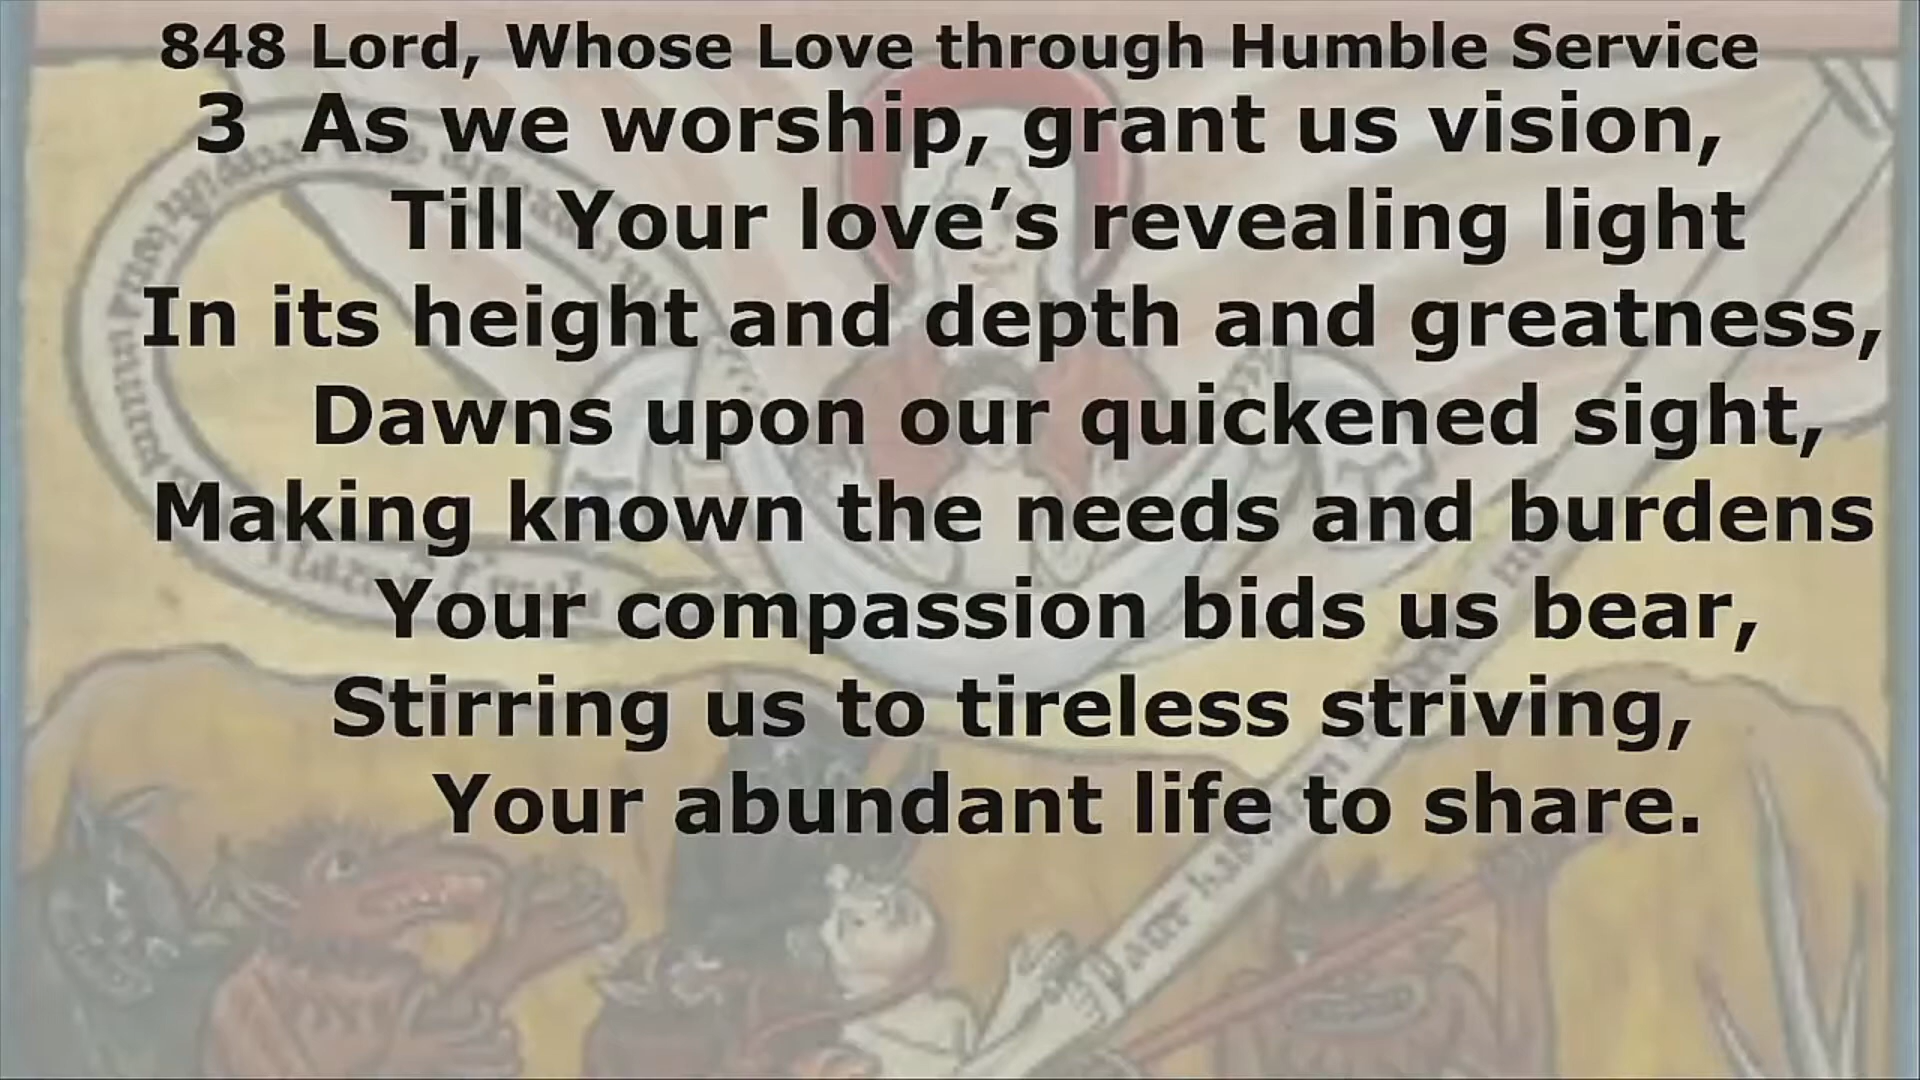 848 Lord, Whose Love through Humble Service
3 As we worship, grant us vision,
Till Your love’s revealing light
In its height and depth and greatness,
Dawns upon our quickened sight,
Making known the needs and burdens
Your compassion bids us bear,
Stirring us to tireless striving,
Your abundant life to share.